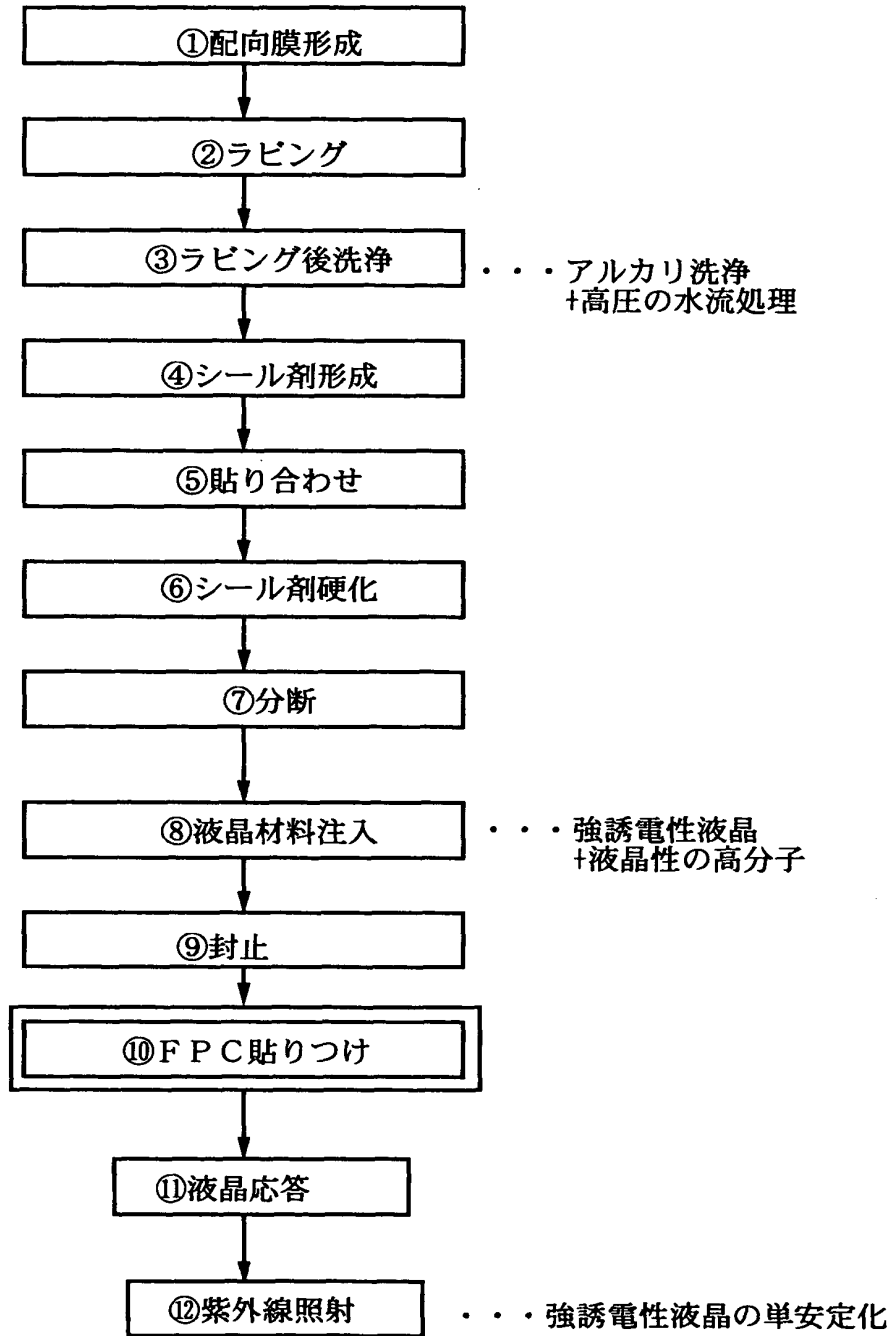 ①配向膜形成
②ラビング
③ラビング後洗浄
・・・アルカリ洗浄
+高圧の水流処理
④シール剤形成
⑤貼り合わせ
⑥シール剤硬化
⑦分断
⑧液晶材料注入
・・・強誘電性液晶
+液晶性の高分子
⑨封止
⑩ＦＰＣ貼りつけ
⑪液晶応答
⑫紫外線照射
・・・強誘電性液晶の単安定化